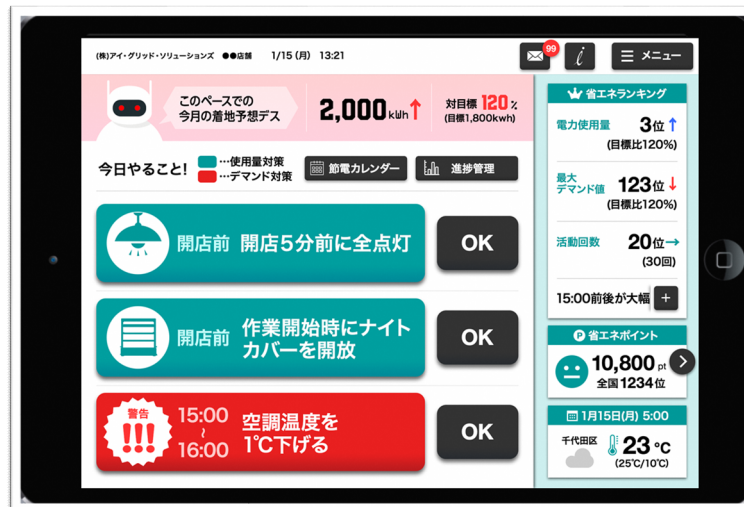 (株)アイ・グリッド・ソリューションズ ●●店舗 1/15 (月) 13:21
99
i
メニュー
このペースでの
今月の着地予想デス
2,000kWh↑
対目標 120%
(目標1,800kwh)
今日やること!
…使用量対策
…デマンド対策
節電カレンダー
進捗管理
開店前 開店5分前に全点灯
OK
開店前 作業開始時にナイト
カバーを開放
OK
警告
!!!
15:00
~
16:00
空調温度を
1℃下げる
OK
省エネランキング
電力使用量 3位↑
(目標比120%)
最大
デマンド値 123位↓
(目標比120%)
活動回数 20位→
(30回)
15:00前後が大幅
+
P 省エネポイント
10,800 pt
全国1234位
1月15日(月) 5:00
千代田区
23℃
(25℃/10℃)